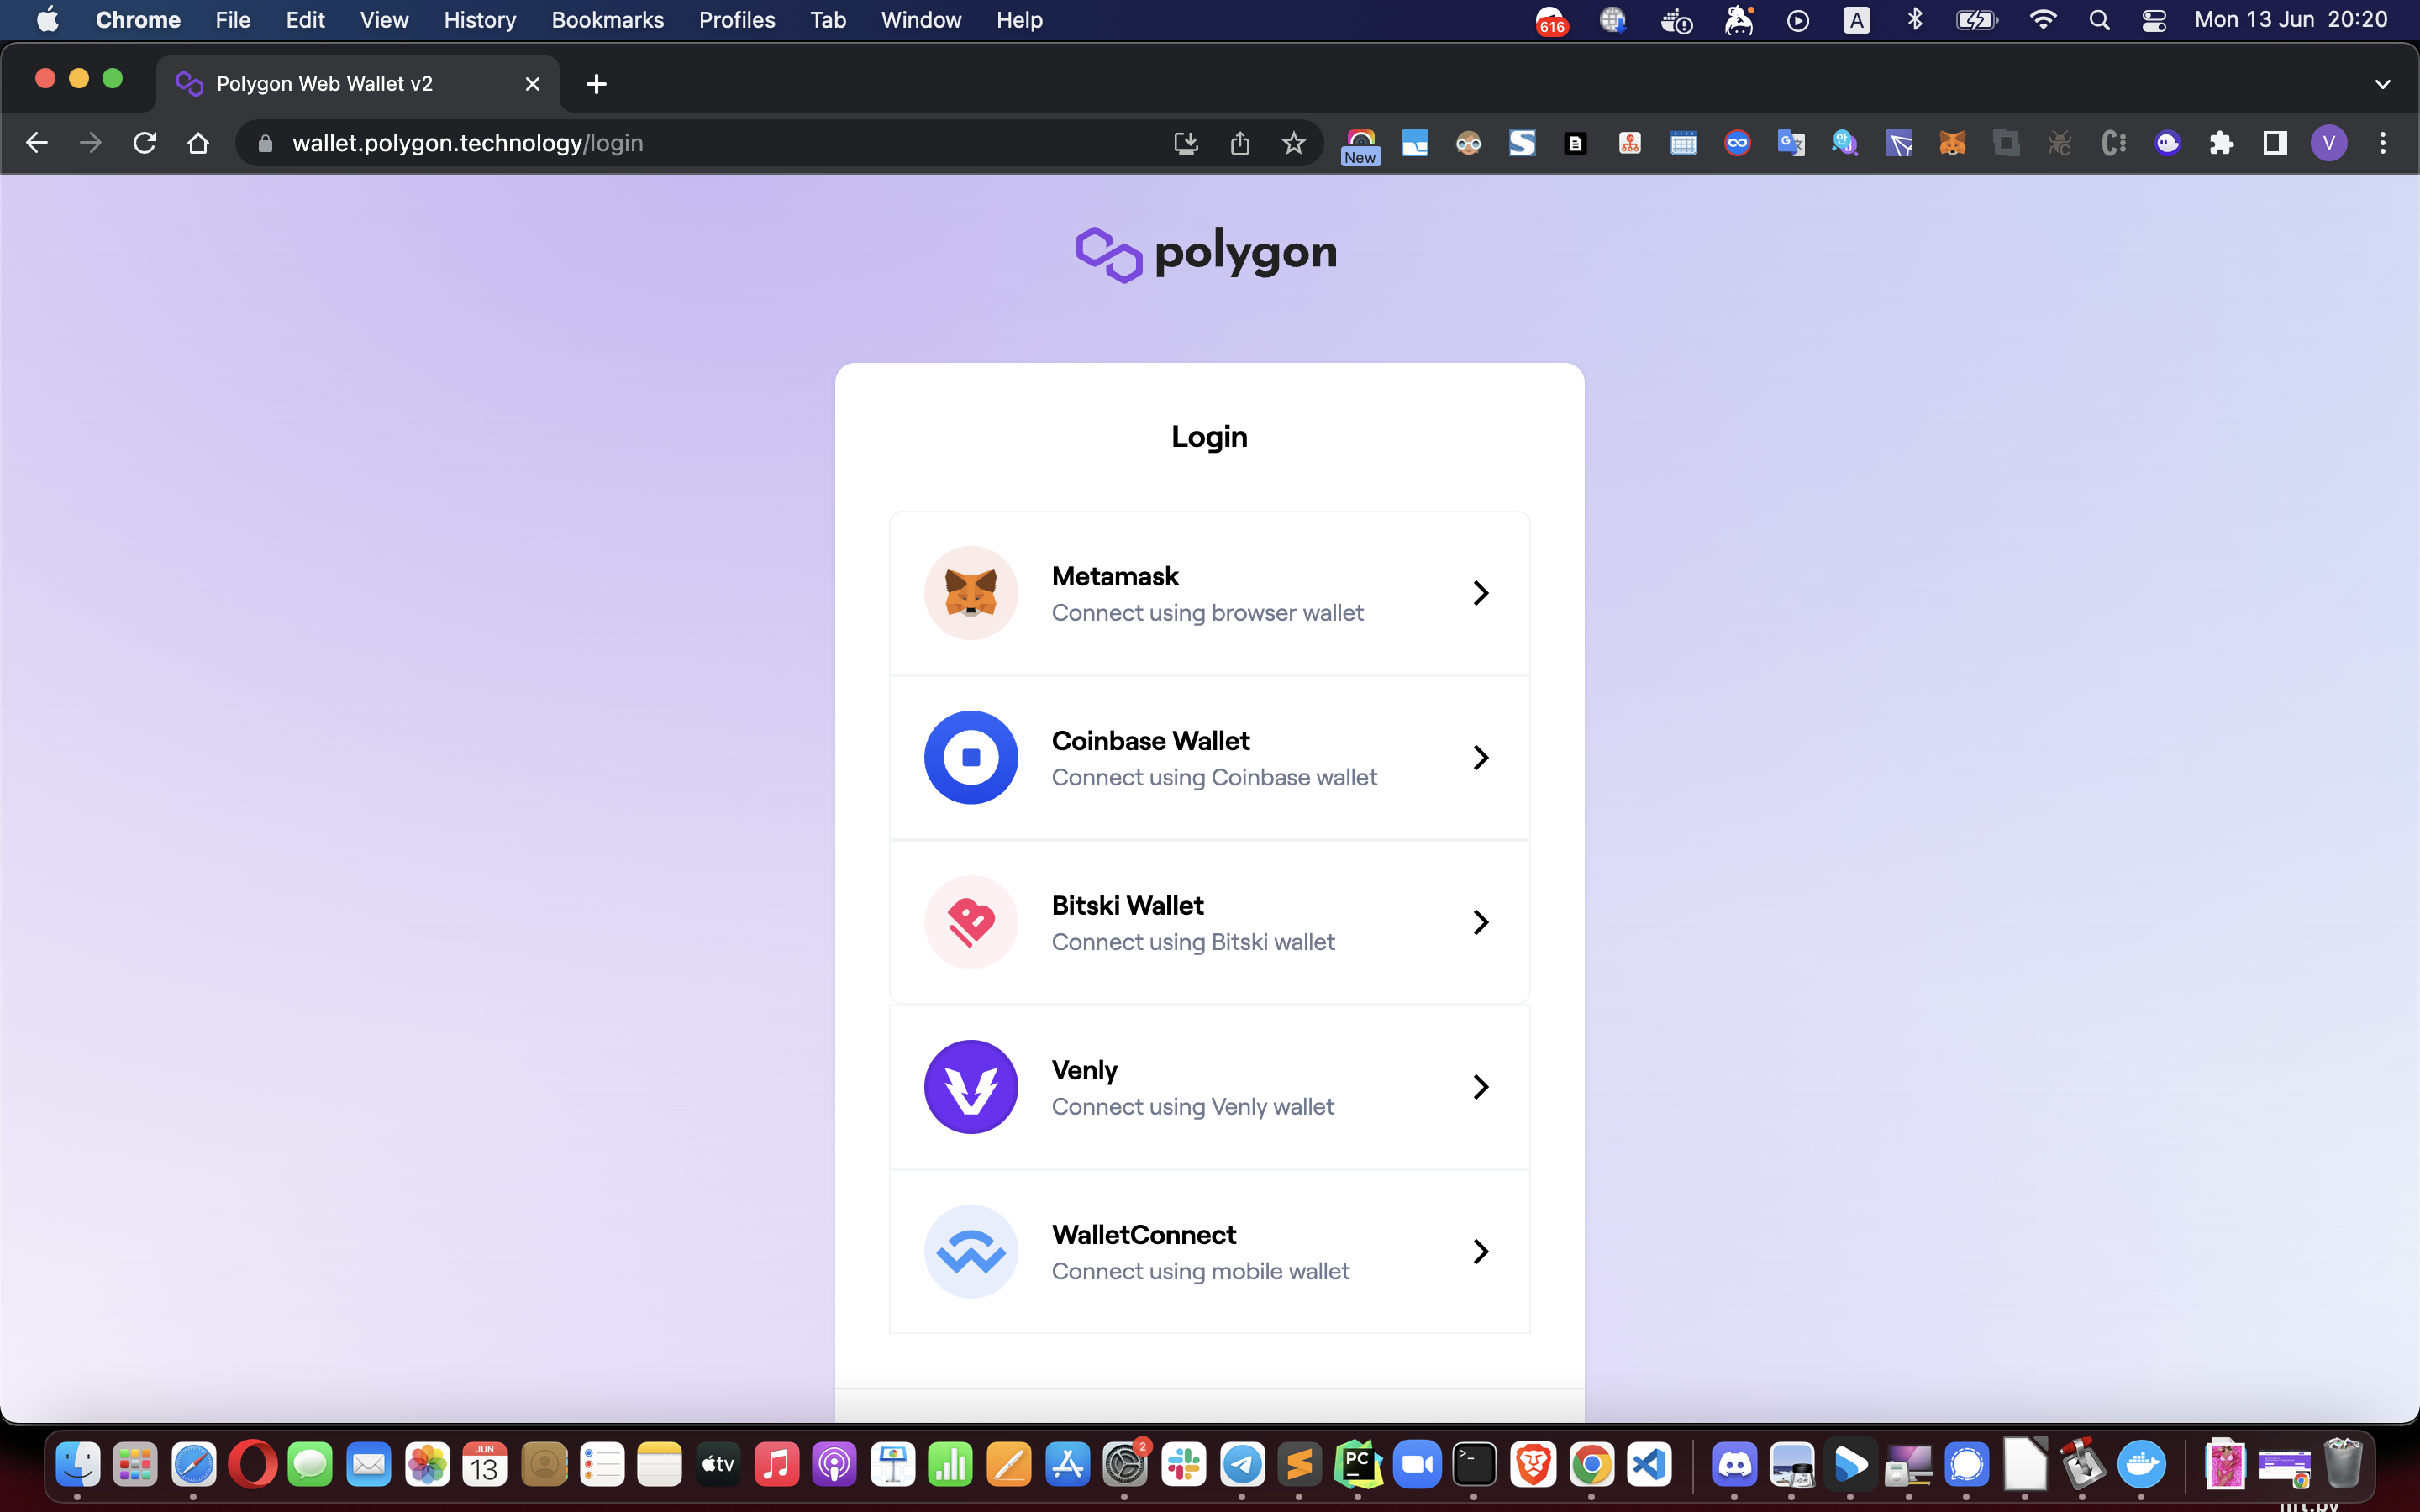 Chrome File Edit View History Bookmarks Profiles Tab Window Help 616 A Mon 13 Jun 20:20
Polygon Web Wallet v2
wallet.polygon.technology/login New V
polygon
Login
Metamask
Connect using browser wallet
Coinbase Wallet
Connect using Coinbase wallet
Bitski Wallet
Connect using Bitski wallet
Venly
Connect using Venly wallet
WalletConnect
Connect using mobile wallet
JUN
13
tv
2
PC